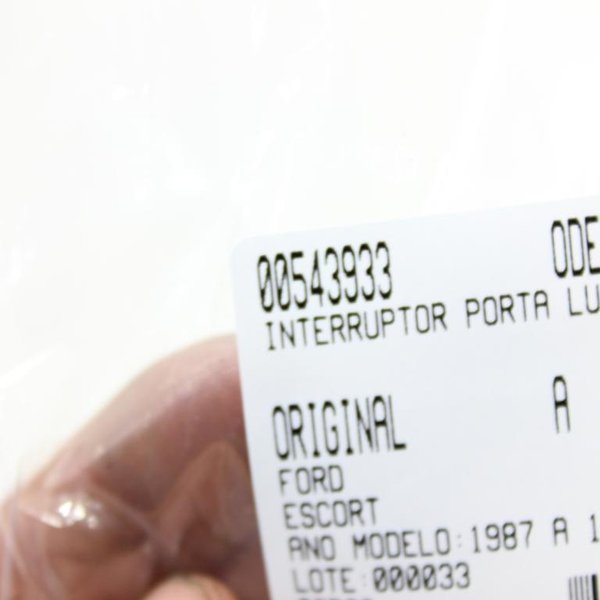 00543933 ODE
INTERRUPTOR PORTA LU
ORIGINAL A
FORD
ESCORT
ANO MODELO:1987 A 1
LOTE:000033